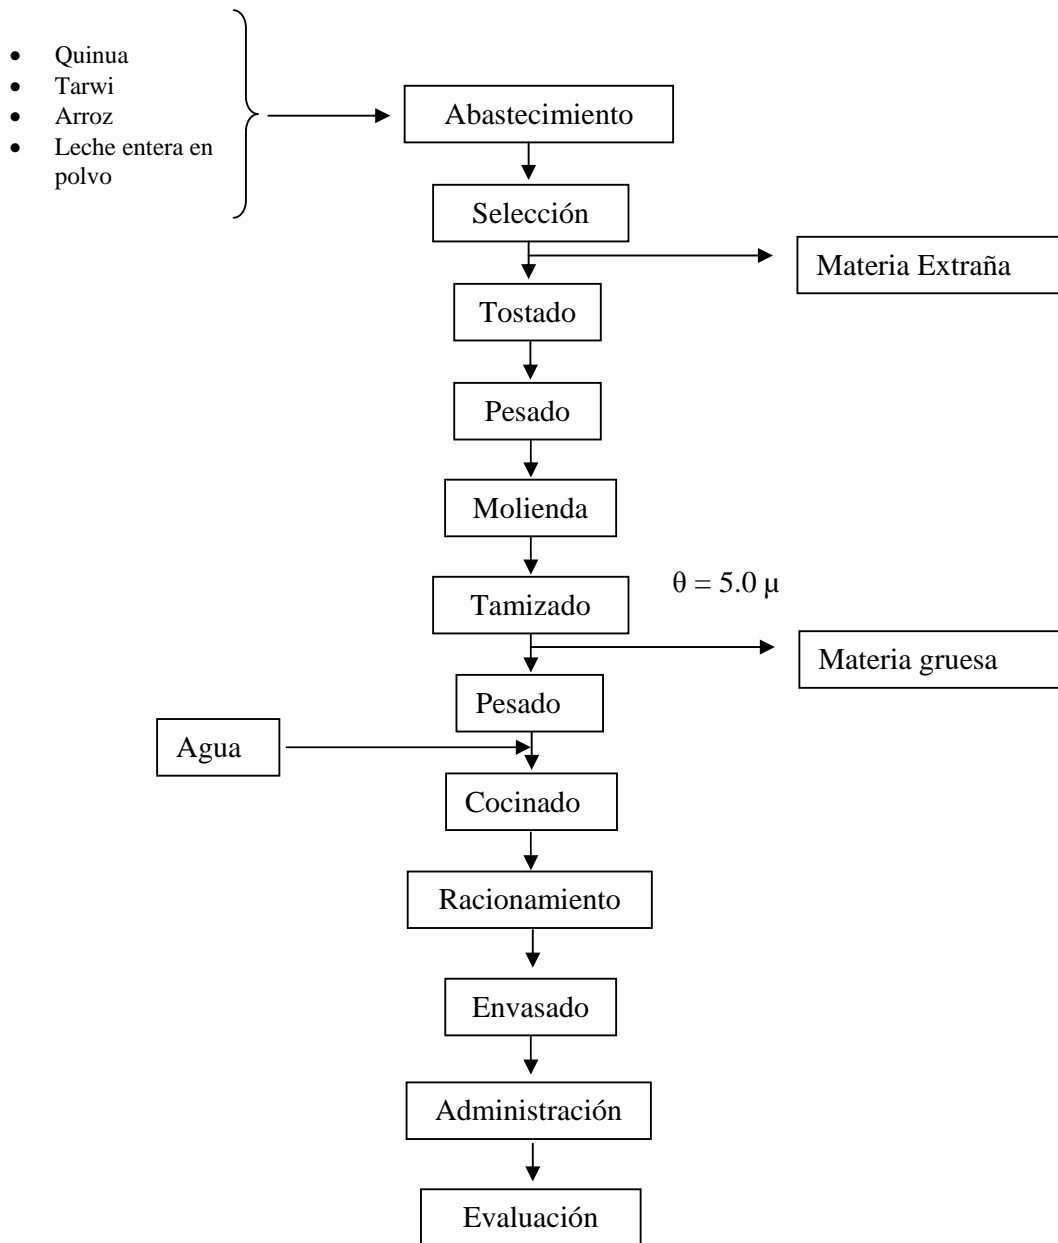 • Quinua
• Tarwi
• Arroz
• Leche entera en
polvo
Abastecimiento
Selección
Materia Extraña
Tostado
Pesado
Molienda
θ = 5.0 µ
Tamizado
Materia gruesa
Pesado
Agua
Cocinado
Racionamiento
Envasado
Administración
Evaluación